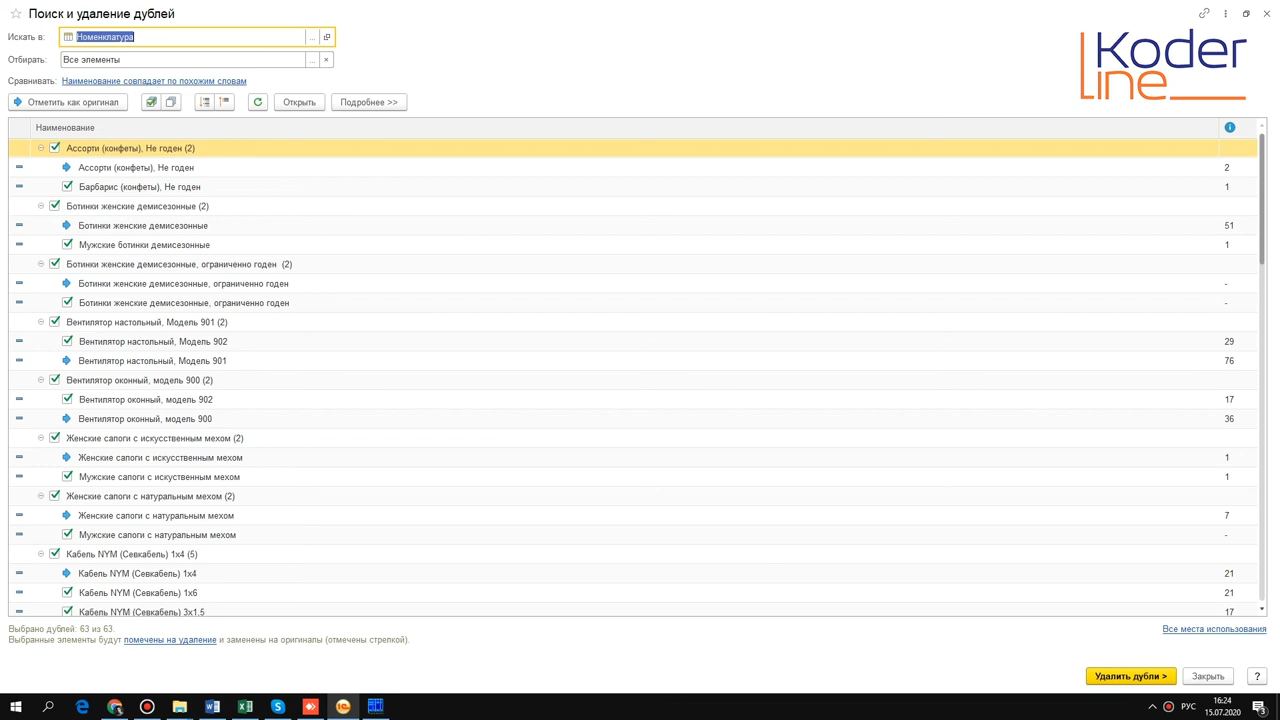 Поиск и удаление дублей
Искать в: Номенклатура
Отбирать: Все элементы
Сравнивать: Наименование совпадает по похожим словам
Koder line
Отметить как оригинал Открыть Подробнее >>
Наименование
Ассорти (конфеты), Не годен (2)
Ассорти (конфеты), Не годен 2
Барбарис (конфеты), Не годен 1
Ботинки женские демисезонные (2)
Ботинки женские демисезонные 51
Мужские ботинки демисезонные 1
Ботинки женские демисезонные, ограниченно годен (2)
Ботинки женские демисезонные, ограниченно годен -
Ботинки женские демисезонные, ограниченно годен -
Вентилятор настольный, Модель 901 (2)
Вентилятор настольный, Модель 902 29
Вентилятор настольный, Модель 901 76
Вентилятор оконный, модель 900 (2)
Вентилятор оконный, модель 902 17
Вентилятор оконный, модель 900 36
Женские сапоги с искусственным мехом (2)
Женские сапоги с искусственным мехом 1
Мужские сапоги с искуственным мехом 1
Женские сапоги с натуральным мехом (2)
Женские сапоги с натуральным мехом 7
Мужские сапоги с натуральным мехом -
Кабель NYM (Севкабель) 1х4 (5)
Кабель NYM (Севкабель) 1х4 21
Кабель NYM (Севкабель) 1х6 21
Кабель NYM (Севкабель) 3х1,5 17
Выбрано дублей: 63 из 63.
Все места использования
Выбранные элементы будут помечены на удаление и заменены на оригиналы (отмечены стрелкой).
Удалить дубли > Закрыть ?
РУС 16:24
15.07.2020 3